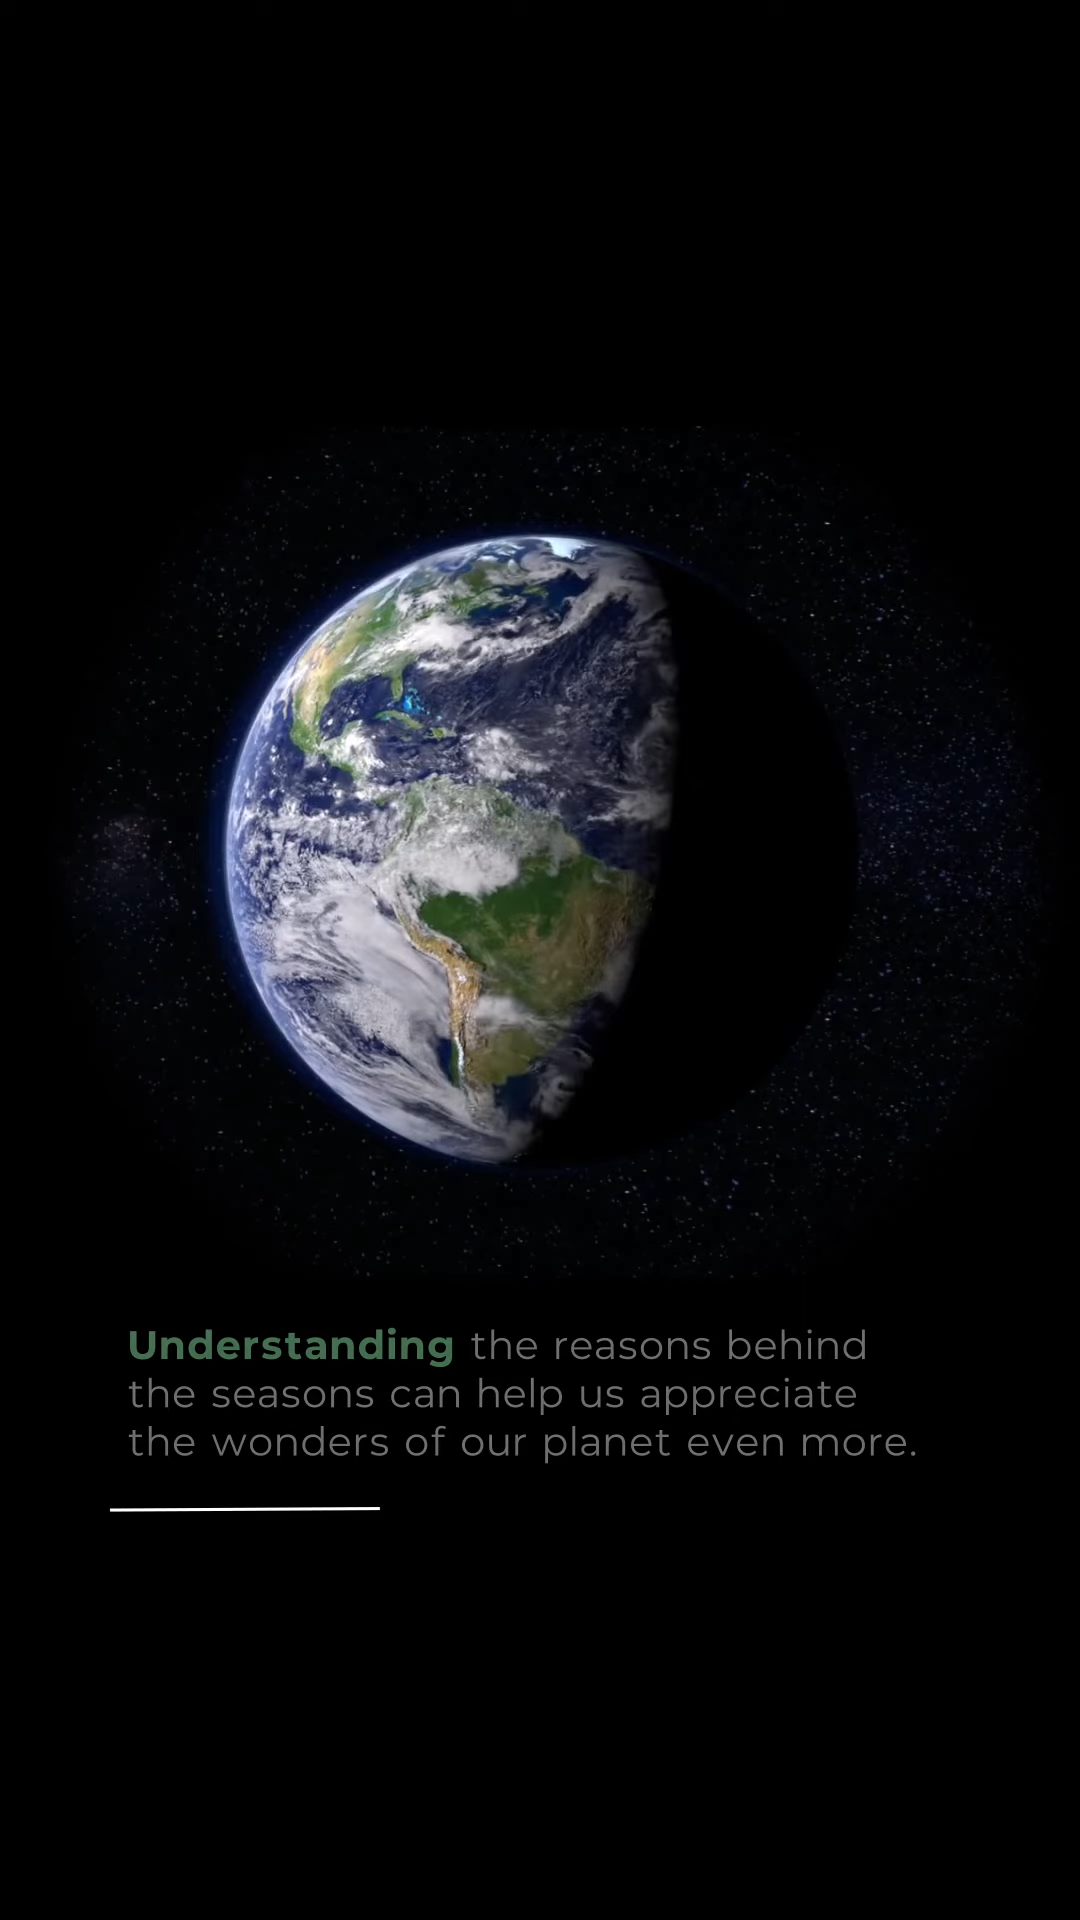 Understanding the reasons behind
the seasons can help us appreciate
the wonders of our planet even more.